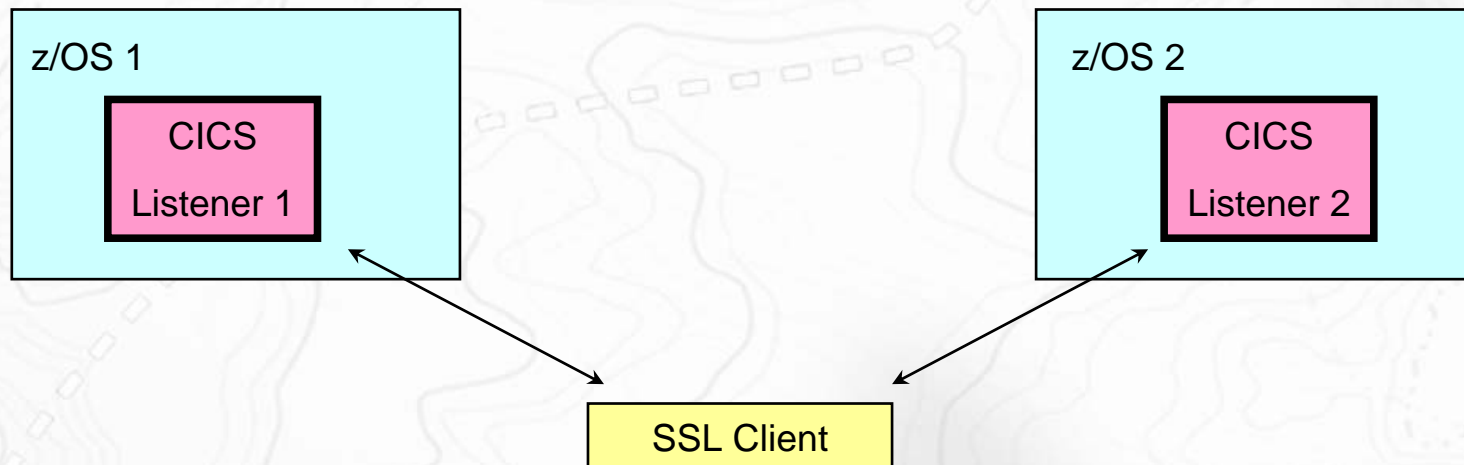 z/OS 1
CICS
Listener 1
z/OS 2
CICS
Listener 2
SSL Client